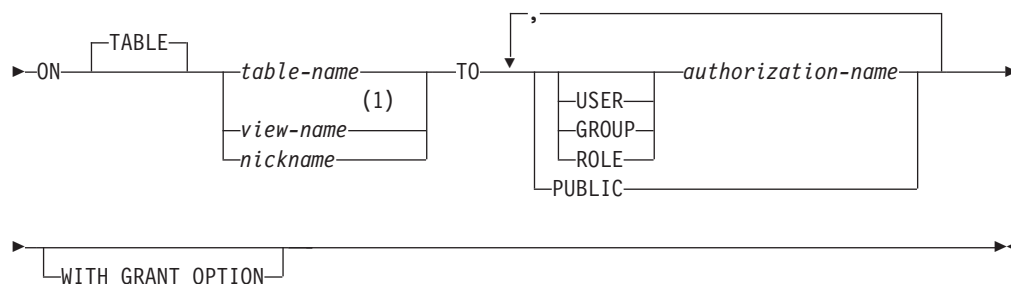 ,
TABLE
ON table-name TO authorization-name
(1) USER
view-name GROUP
nickname ROLE
PUBLIC
WITH GRANT OPTION